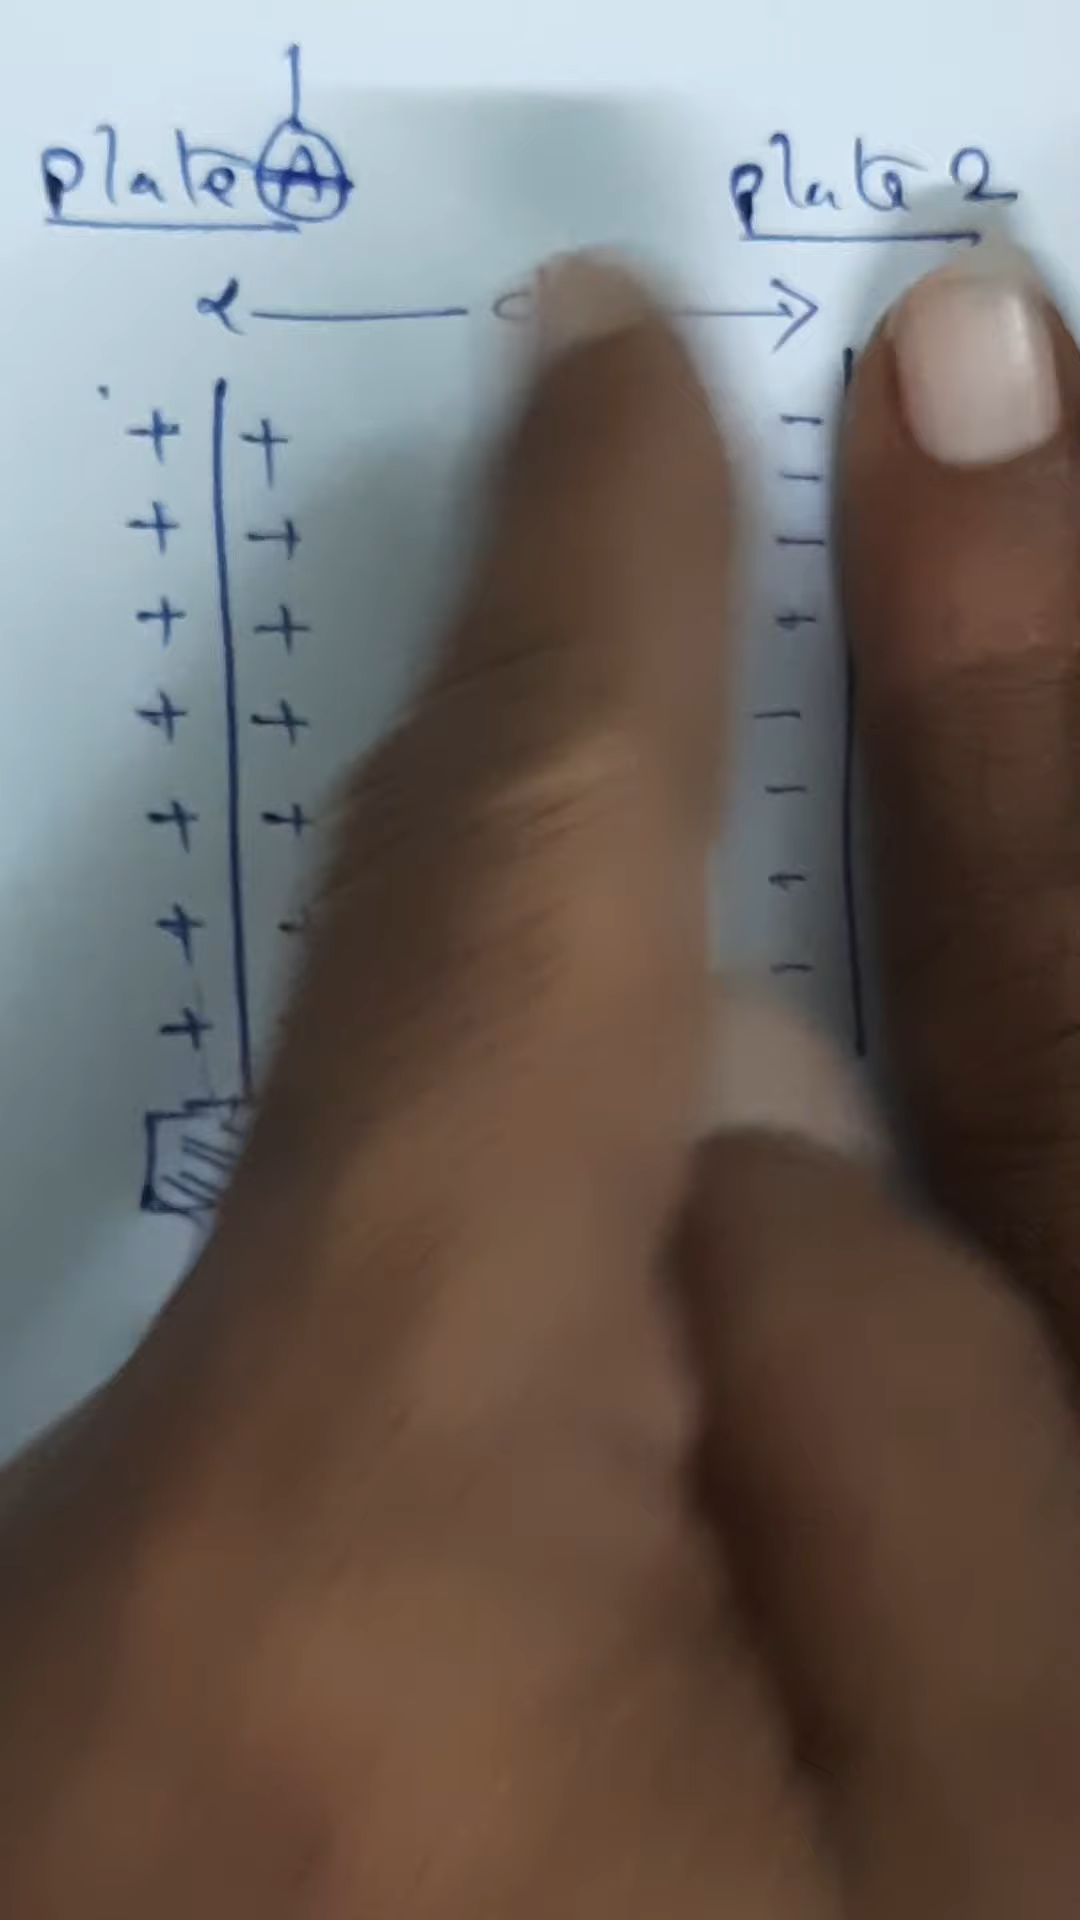 plate A plate 2
+ + -
+ + -
+ + -
+ + -
+ + -
+ -
+ -
-